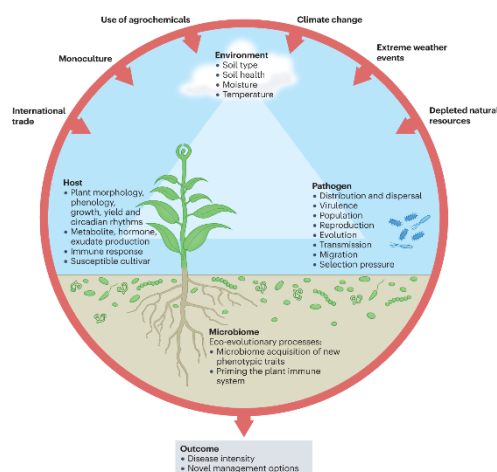 Use of agrochemicals
Climate change
Monoculture
Extreme weather
events
International
trade
Depleted natural
resources
Environment
• Soil type
• Soil health
• Moisture
• Temperature
Host
• Plant morphology,
phenology,
growth, yield and
circadian rhythms
• Metabolite, hormone,
exudate production
• Immune response
• Susceptible cultivar
Pathogen
• Distribution and dispersal
• Virulence
• Population
• Reproduction
• Evolution
• Transmission
• Migration
• Selection pressure
Microbiome
Eco-evolutionary processes:
• Microbiome acquisition of new
phenotypic traits
• Priming the plant immune
system
Outcome
• Disease intensity
• Novel management options